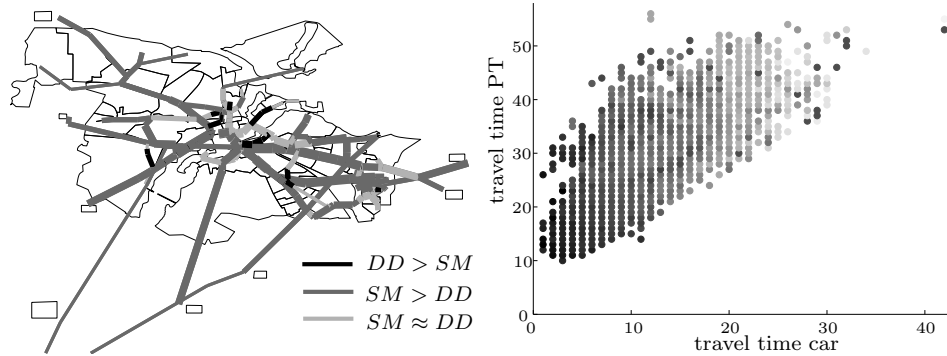 DD > SM
SM > DD
SM ≈ DD
travel time PT
50
40
30
20
10
0
0 10 20 30 40
travel time car